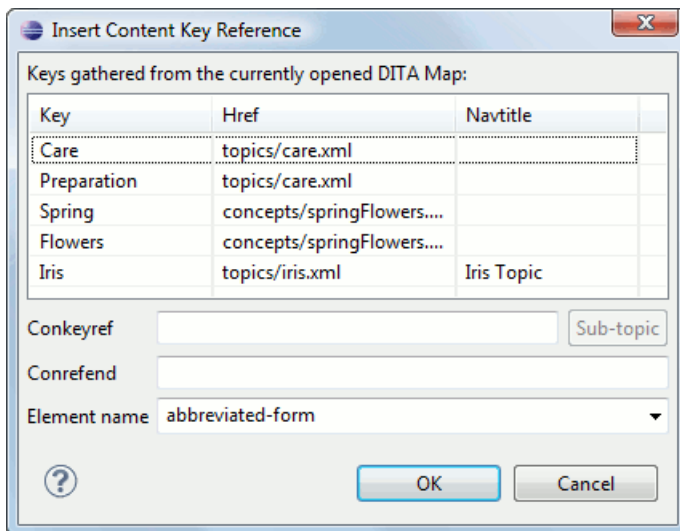 Insert Content Key Reference
Keys gathered from the currently opened DITA Map:
Key Href Navtitle
Care topics/care.xml
Preparation topics/care.xml
Spring concepts/springFlowers....
Flowers concepts/springFlowers....
Iris topics/iris.xml Iris Topic
Conkeyref Sub-topic
Conrefend
Element name abbreviated-form
? OK Cancel